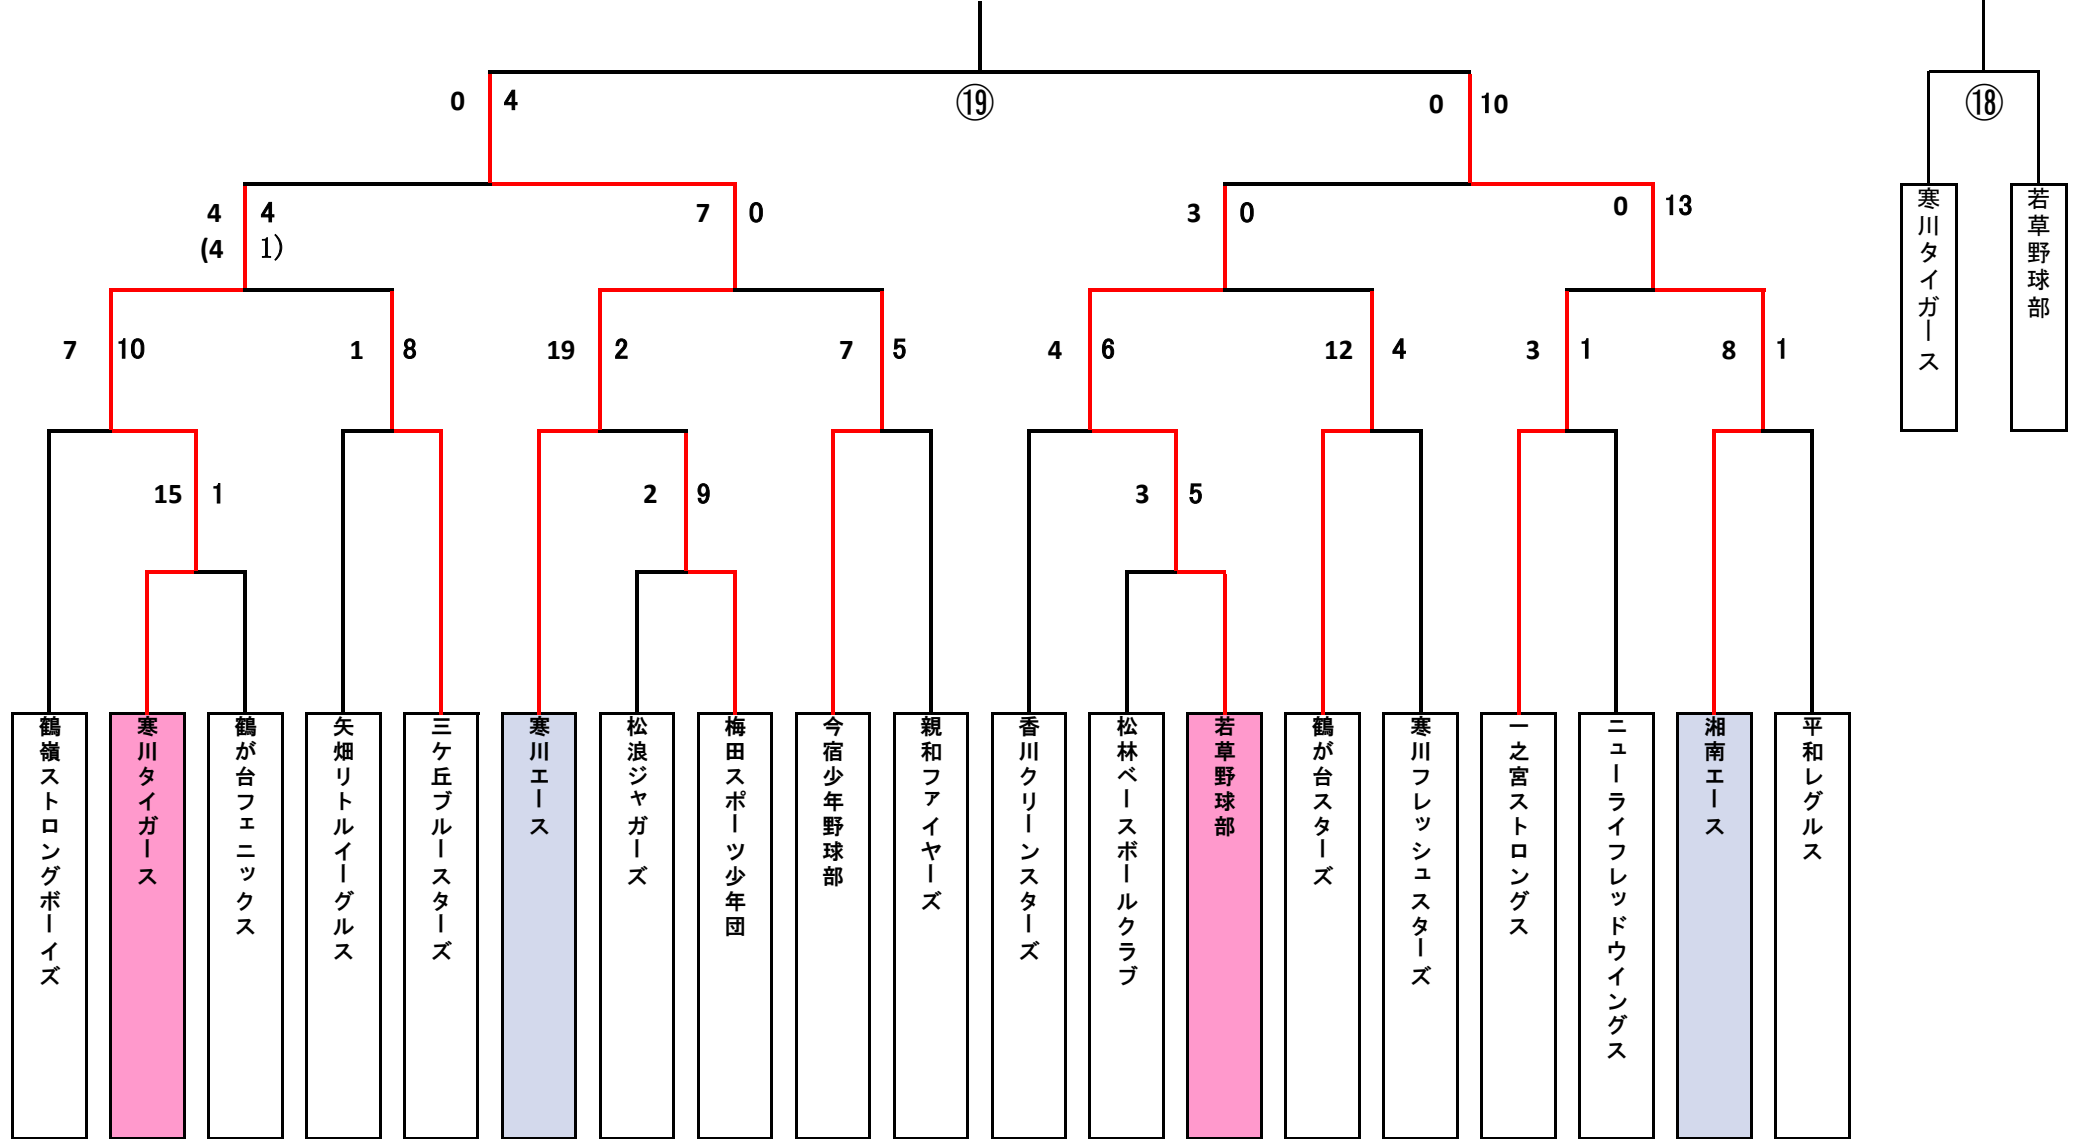 0 4 ⑲ 0 10 ⑱
4 4 7 0 3 0 0 13
(4 1)
寒川タイガース
若草野球部
7 10 1 8 19 2 7 5 4 6 12 4 3 1 8 1
15 1 2 9 3 5
鶴嶺ストロングボーイズ
寒川タイガース
鶴が台フェニックス
矢畑リトルイーグルス
三ケ丘ブルースターズ
寒川エース
松浪ジャガーズ
梅田スポーツ少年団
今宿少年野球部
親和ファイヤーズ
香川クリーンスターズ
松林ベースボールクラブ
若草野球部
鶴が台スターズ
寒川フレッシュスターズ
一之宮ストロングス
ニューライフレッドウイングス
湘南エース
平和レグルス